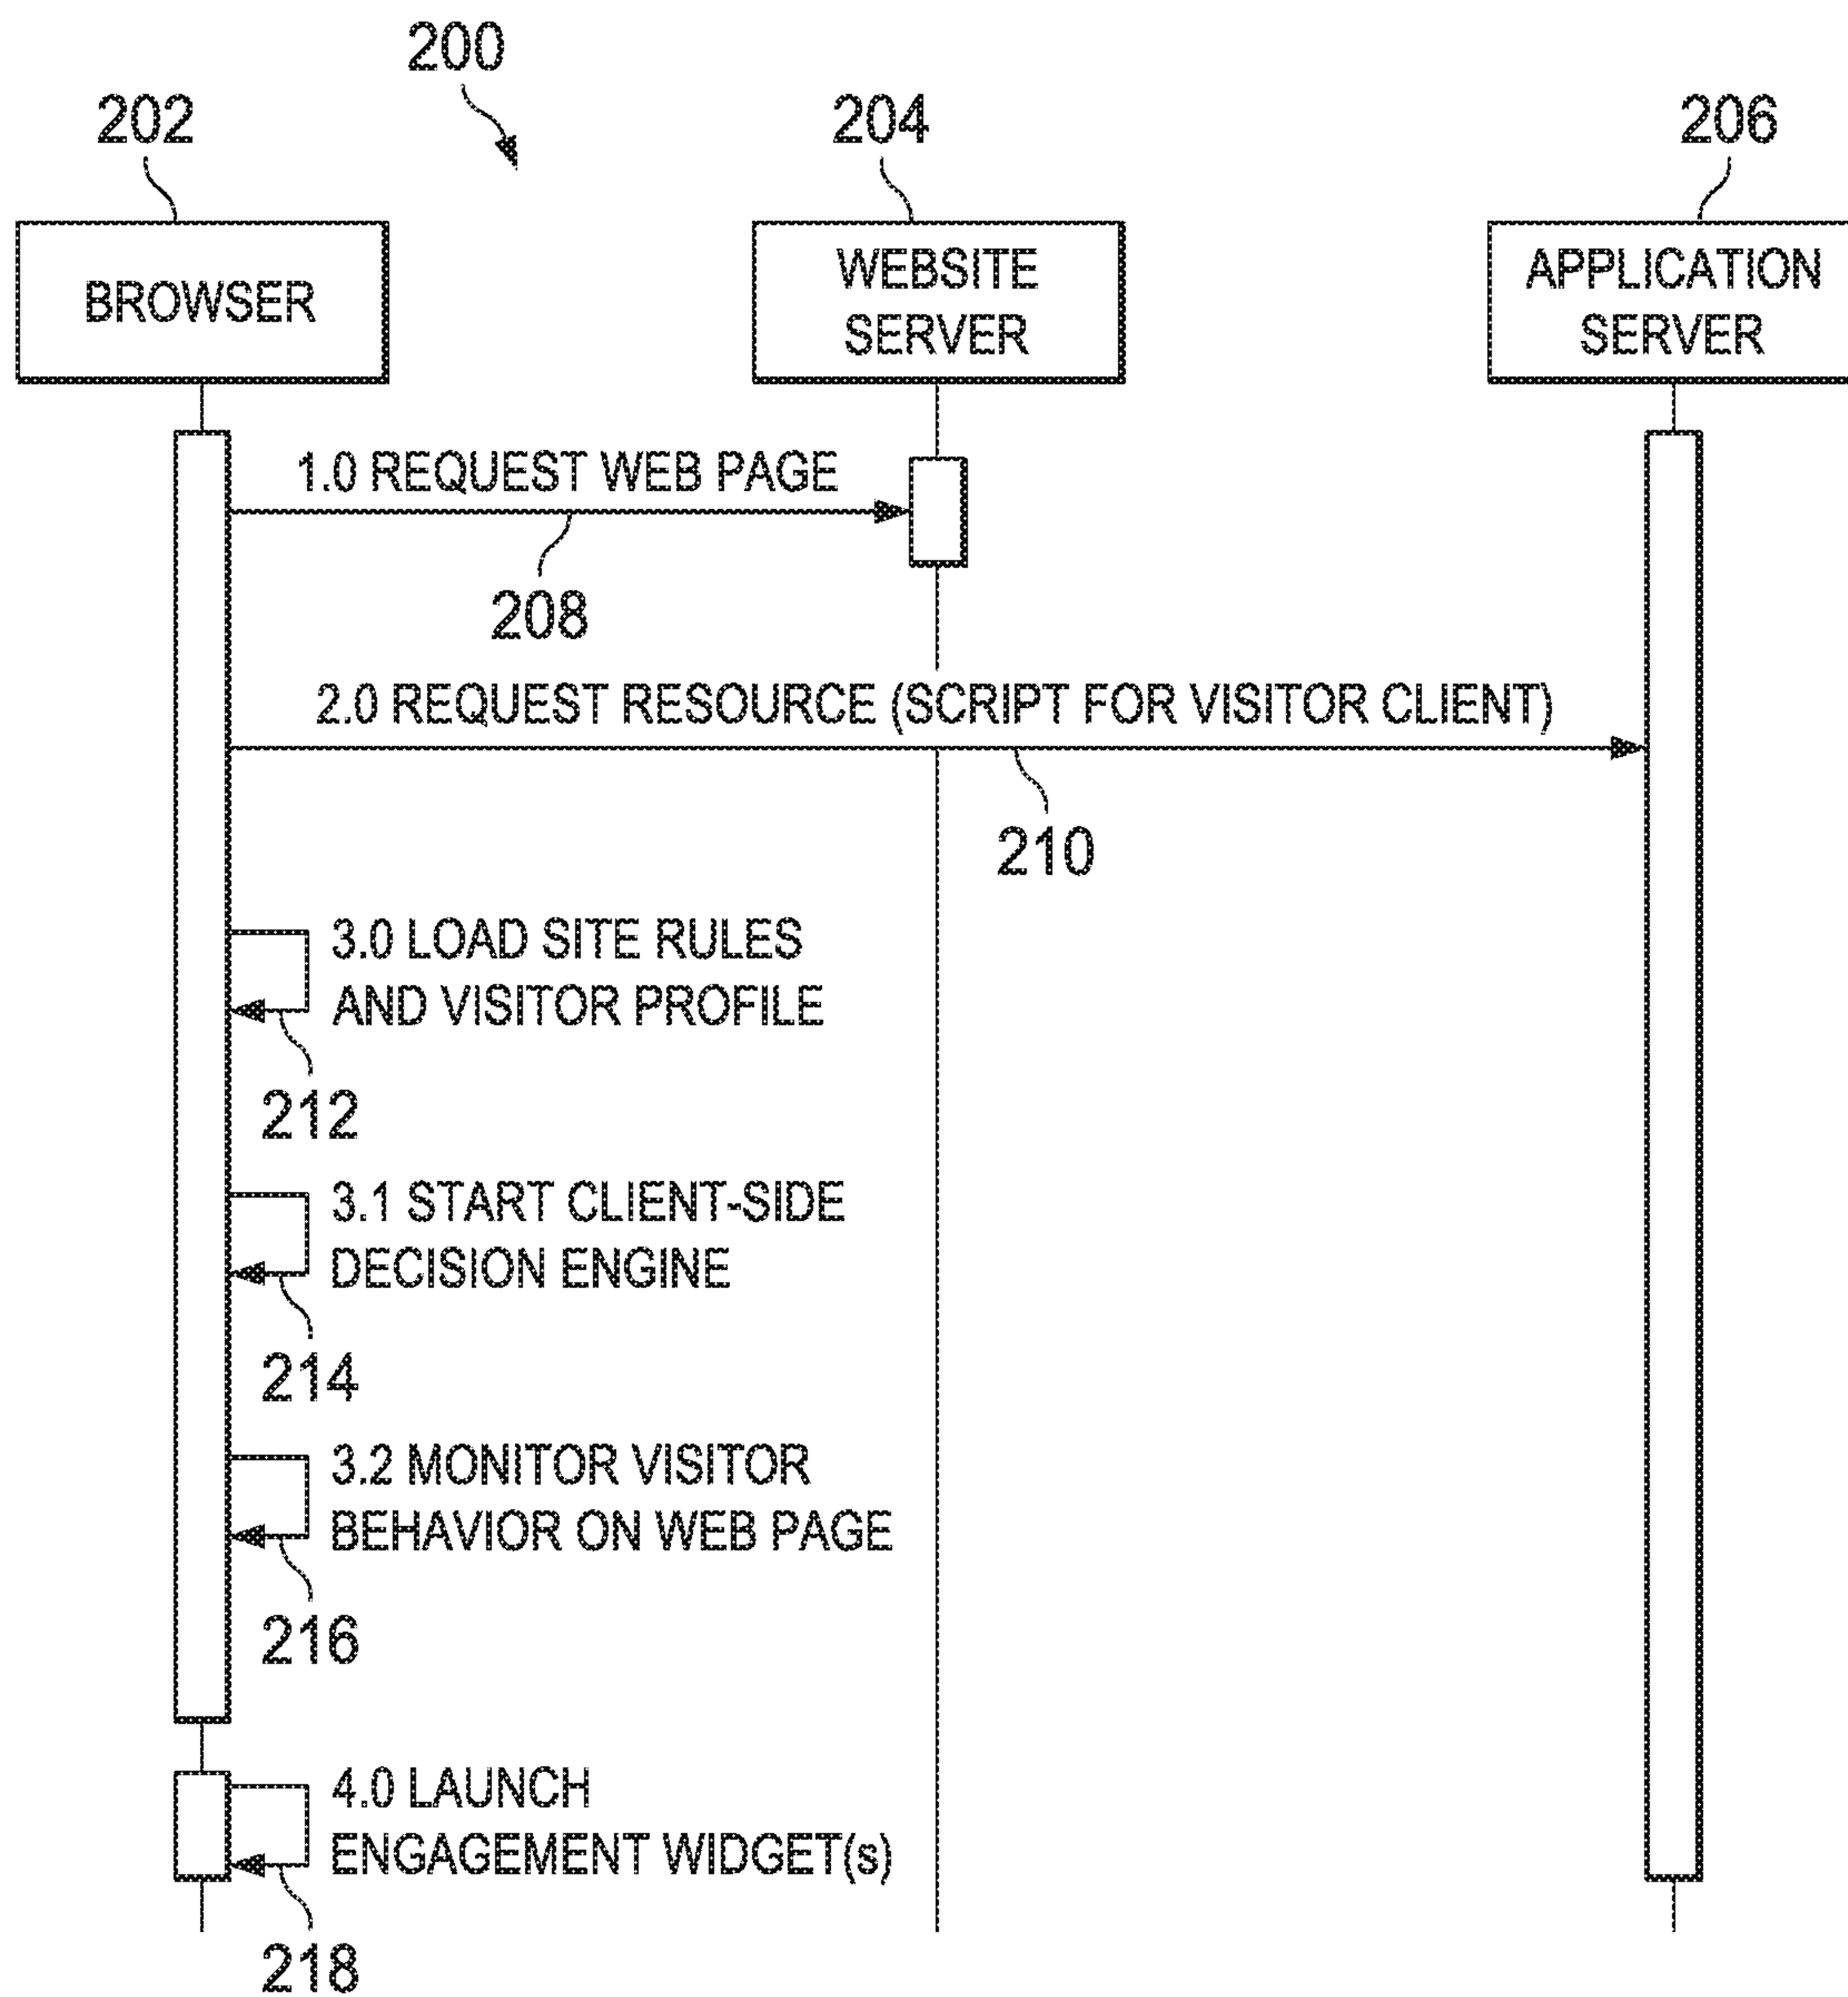 200
202
204
206
BROWSER
WEBSITE
SERVER
APPLICATION
SERVER
1.0 REQUEST WEB PAGE
208
2.0 REQUEST RESOURCE (SCRIPT FOR VISITOR CLIENT)
210
3.0 LOAD SITE RULES
AND VISITOR PROFILE
212
3.1 START CLIENT-SIDE
DECISION ENGINE
214
3.2 MONITOR VISITOR
BEHAVIOR ON WEB PAGE
216
4.0 LAUNCH
ENGAGEMENT WIDGET(s)
218